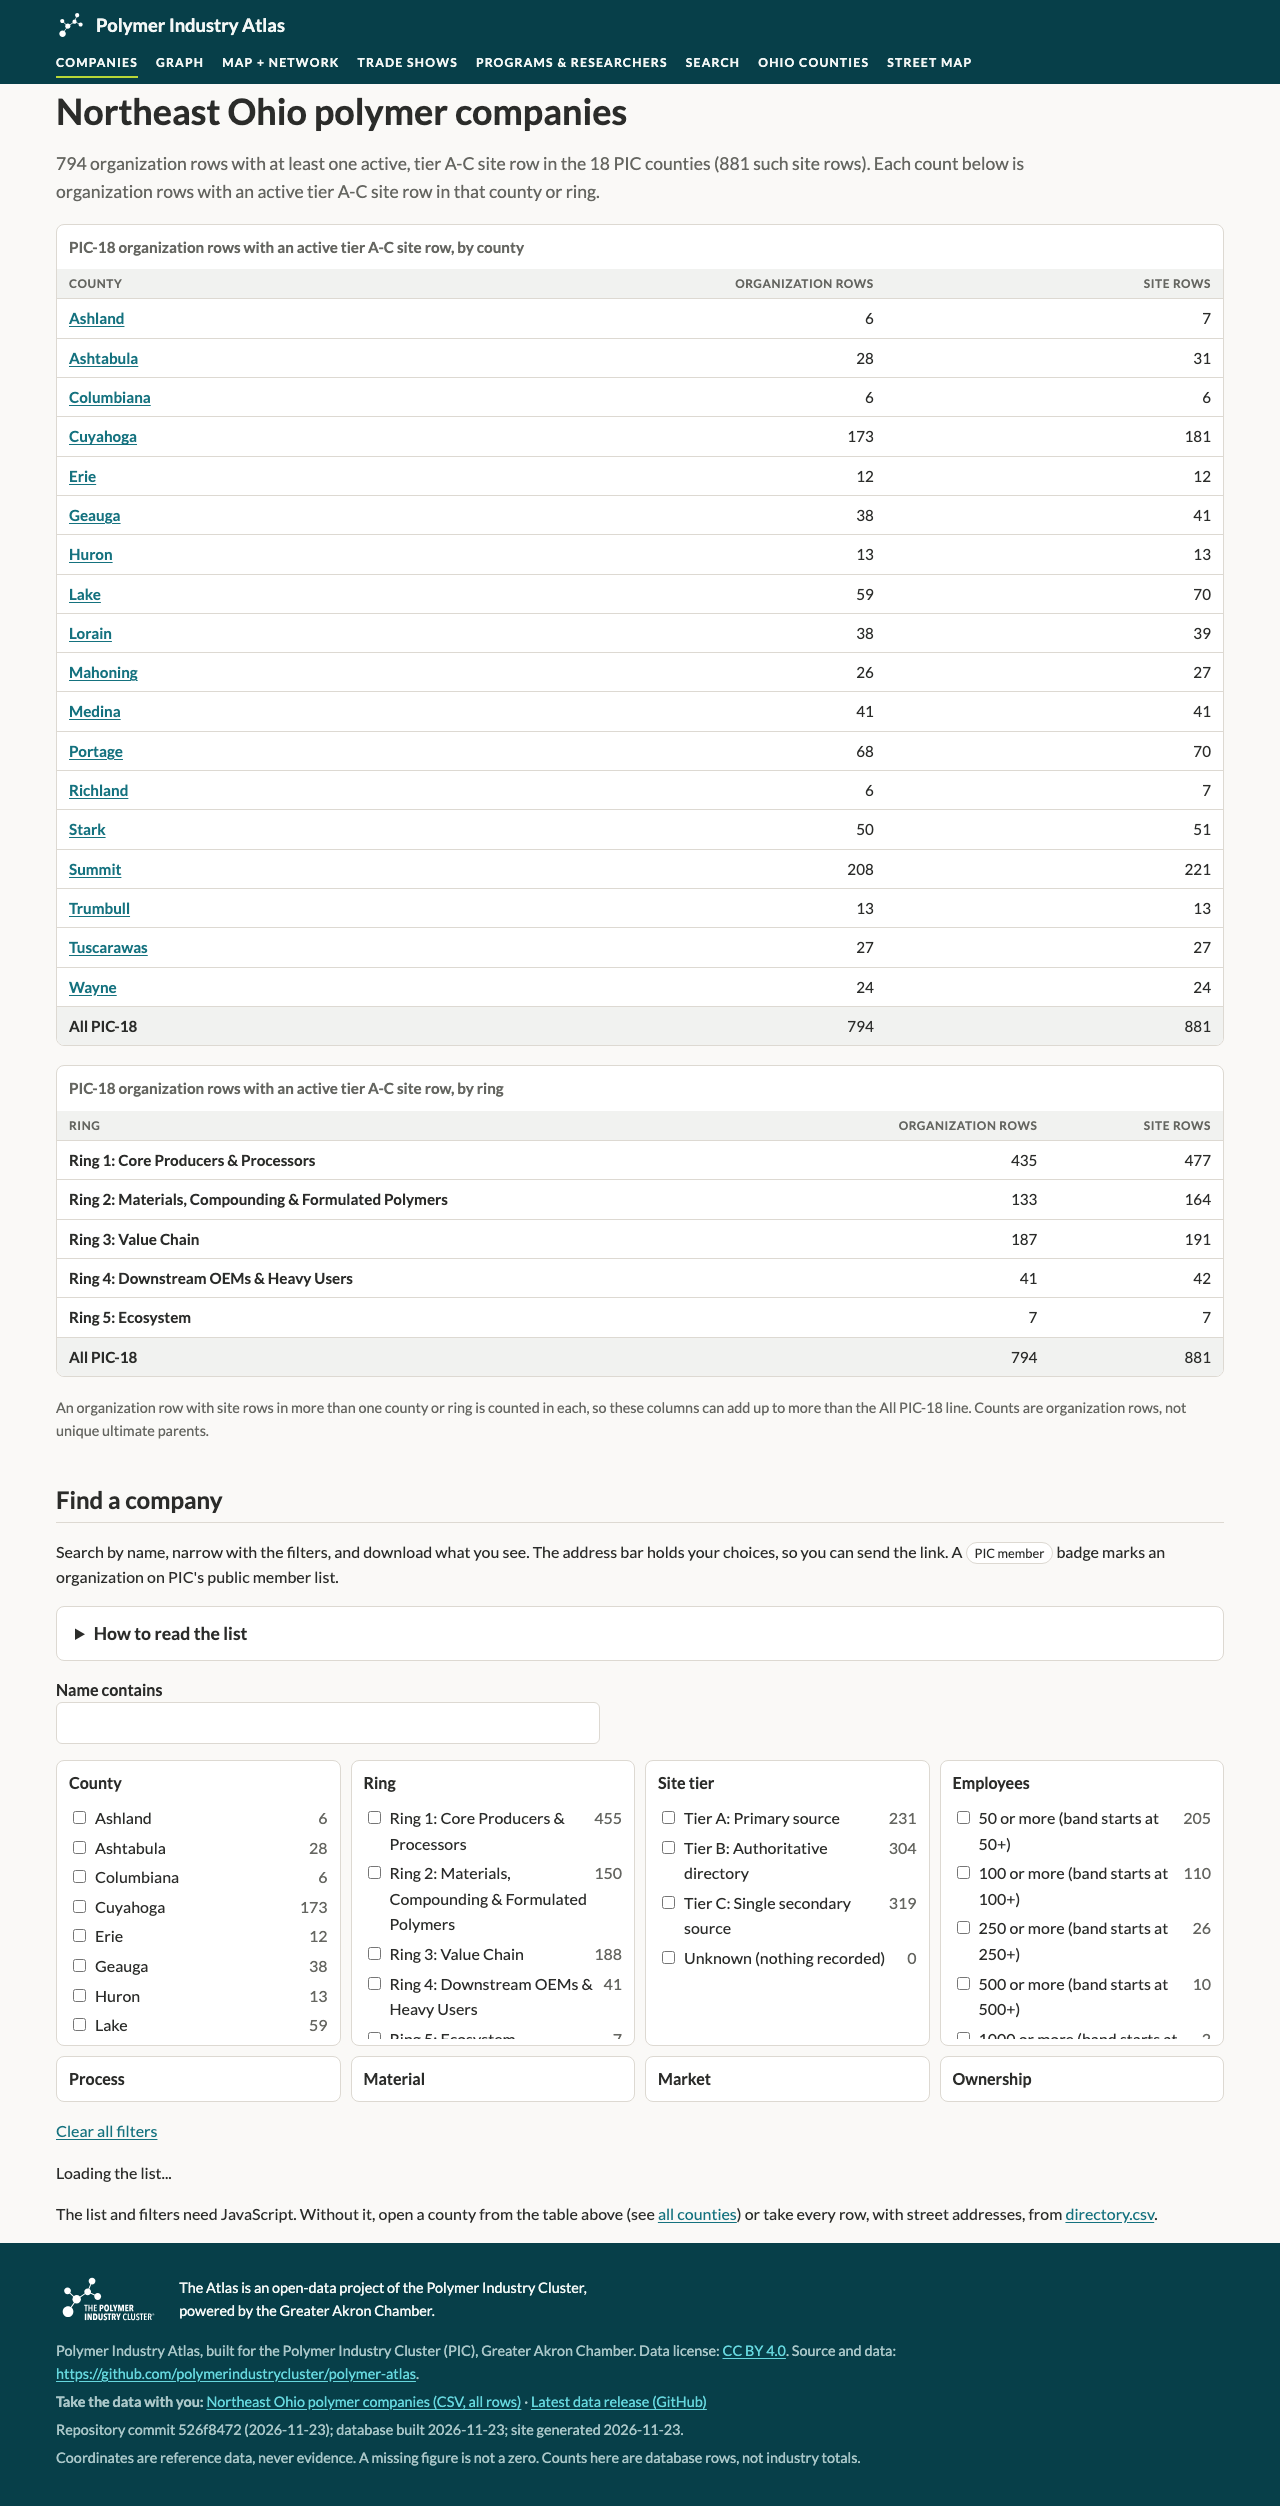 Polymer Industry Atlas
COMPANIES GRAPH MAP + NETWORK TRADE SHOWS PROGRAMS & RESEARCHERS SEARCH OHIO COUNTIES STREET MAP
Northeast Ohio polymer companies
794 organization rows with at least one active, tier A-C site row in the 18 PIC counties (881 such site rows). Each count below is
organization rows with an active tier A-C site row in that county or ring.
PIC-18 organization rows with an active tier A-C site row, by county
COUNTY ORGANIZATION ROWS SITE ROWS
Ashland 6 7
Ashtabula 28 31
Columbiana 6 6
Cuyahoga 173 181
Erie 12 12
Geauga 38 41
Huron 13 13
Lake 59 70
Lorain 38 39
Mahoning 26 27
Medina 41 41
Portage 68 70
Richland 6 7
Stark 50 51
Summit 208 221
Trumbull 13 13
Tuscarawas 27 27
Wayne 24 24
All PIC-18 794 881
PIC-18 organization rows with an active tier A-C site row, by ring
RING ORGANIZATION ROWS SITE ROWS
Ring 1: Core Producers & Processors 435 477
Ring 2: Materials, Compounding & Formulated Polymers 133 164
Ring 3: Value Chain 187 191
Ring 4: Downstream OEMs & Heavy Users 41 42
Ring 5: Ecosystem 7 7
All PIC-18 794 881
An organization row with site rows in more than one county or ring is counted in each, so these columns can add up to more than the All PIC-18 line. Counts are organization rows, not
unique ultimate parents.
Find a company
Search by name, narrow with the filters, and download what you see. The address bar holds your choices, so you can send the link. A PIC member badge marks an
organization on PIC's public member list.
▶ How to read the list
Name contains
County
Ashland 6
Ashtabula 28
Columbiana 6
Cuyahoga 173
Erie 12
Geauga 38
Huron 13
Lake 59
Ring
Ring 1: Core Producers & 455
Processors
Ring 2: Materials, 150
Compounding & Formulated
Polymers
Ring 3: Value Chain 188
Ring 4: Downstream OEMs & 41
Heavy Users
Ring 5: Ecosystem 7
Site tier
Tier A: Primary source 231
Tier B: Authoritative 304
directory
Tier C: Single secondary 319
source
Unknown (nothing recorded) 0
Employees
50 or more (band starts at 205
50+)
100 or more (band starts at 110
100+)
250 or more (band starts at 26
250+)
500 or more (band starts at 10
500+)
1000 or more (band starts at 2
Process
Material
Market
Ownership
Clear all filters
Loading the list...
The list and filters need JavaScript. Without it, open a county from the table above (see all counties) or take every row, with street addresses, from directory.csv.
THE POLYMER
INDUSTRY CLUSTER
The Atlas is an open-data project of the Polymer Industry Cluster,
powered by the Greater Akron Chamber.
Polymer Industry Atlas, built for the Polymer Industry Cluster (PIC), Greater Akron Chamber. Data license: CC BY 4.0. Source and data:
https://github.com/polymerindustrycluster/polymer-atlas.
Take the data with you: Northeast Ohio polymer companies (CSV, all rows) · Latest data release (GitHub)
Repository commit 526f8472 (2026-11-23); database built 2026-11-23; site generated 2026-11-23.
Coordinates are reference data, never evidence. A missing figure is not a zero. Counts here are database rows, not industry totals.